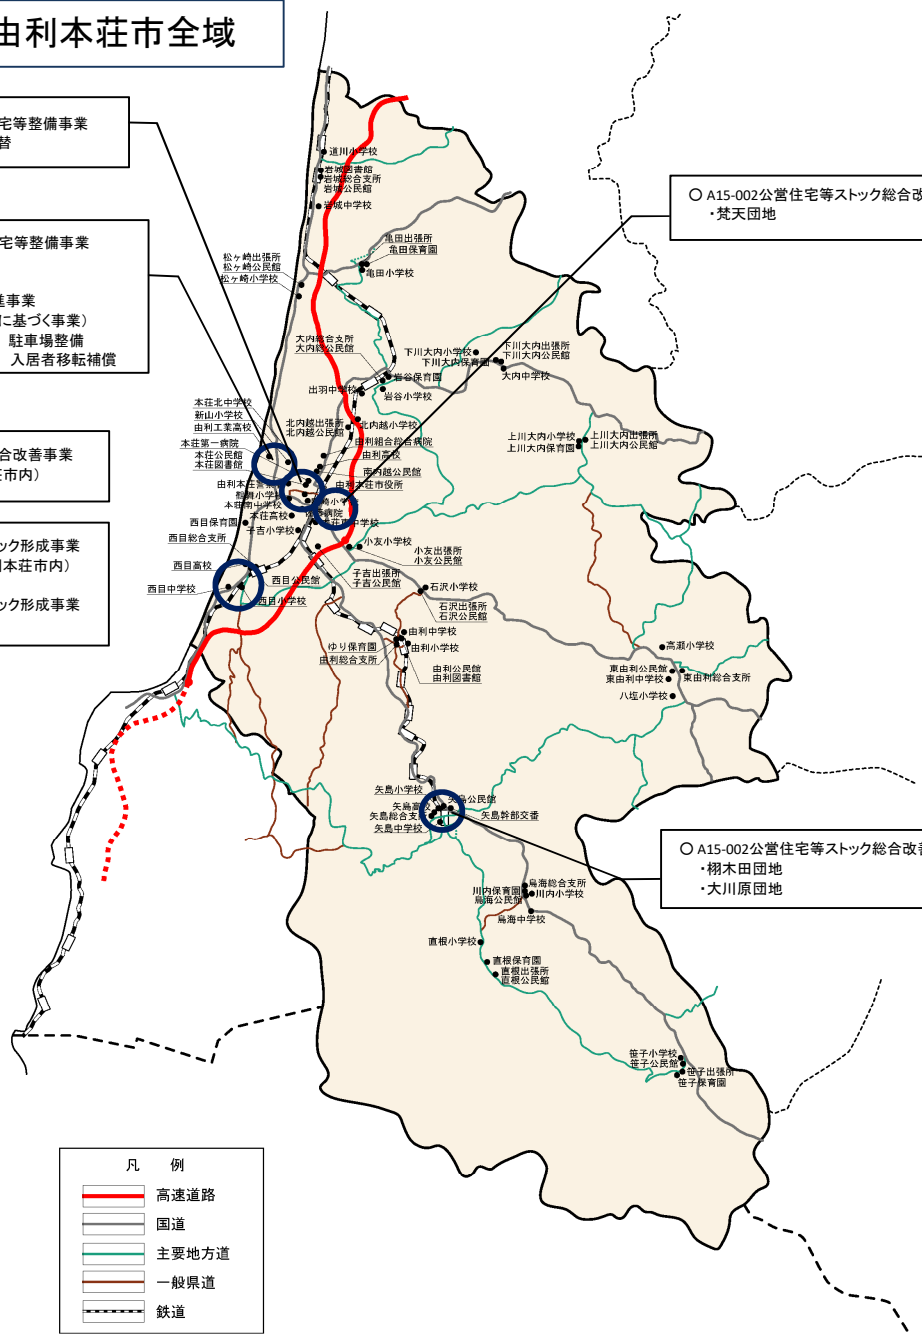 由利本荘市全域
宅等整備事業
替
宅等整備事業
進事業
に基づく事業）
駐車場整備
入居者移転補償
合改善事業
荘市内）
ック形成事業
本荘市内）
ック形成事業
○ A15-002公営住宅等ストック総合改
・梵天団地
○ A15-002公営住宅等ストック総合改善
・栩木田団地
・大川原団地
道川小学校
岩城図書館
岩城総合支所
岩城公民館
岩城中学校
亀田出張所
亀田保育園
亀田小学校
松ヶ崎出張所
松ヶ崎公民館
松ヶ崎小学校
大内総合支所
大内総公民館
下川大内小学校
下川大内保育園
下川大内出張所
下川大内公民館
大内中学校
岩谷保育園
岩谷小学校
出羽中学校
本荘北中学校
新山小学校
由利工業高校
北内越出張所
北内越公民館
北内越小学校
由利組合総合病院
由利高校
上川大内小学校
上川大内保育園
上川大内出張所
上川大内公民館
本荘第一病院
本荘公民館
本荘図書館
南内越公民館
由利本荘市役所
鶴舞小学校
本荘南中学校
本荘高校
西目保育園
子吉小学校
西目総合支所
小友小学校
小友出張所
小友公民館
西目高校
西目公民館
子吉出張所
子吉公民館
西目中学校
西目小学校
石沢小学校
石沢出張所
石沢公民館
由利中学校
ゆり保育園
由利小学校
由利総合支所
由利公民館
由利図書館
高瀬小学校
東由利公民館
東由利中学校
東由利総合支所
八塩小学校
矢島小学校
矢島公民館
矢島高校
矢島総合支所
矢島幹部交番
矢島中学校
鳥海総合支所
川内保育園
川内小学校
鳥海公民館
鳥海中学校
直根小学校
直根保育園
直根出張所
直根公民館
笹子小学校
笹子公民館
笹子出張所
笹子保育園
凡　例
高速道路
国道
主要地方道
一般県道
鉄道